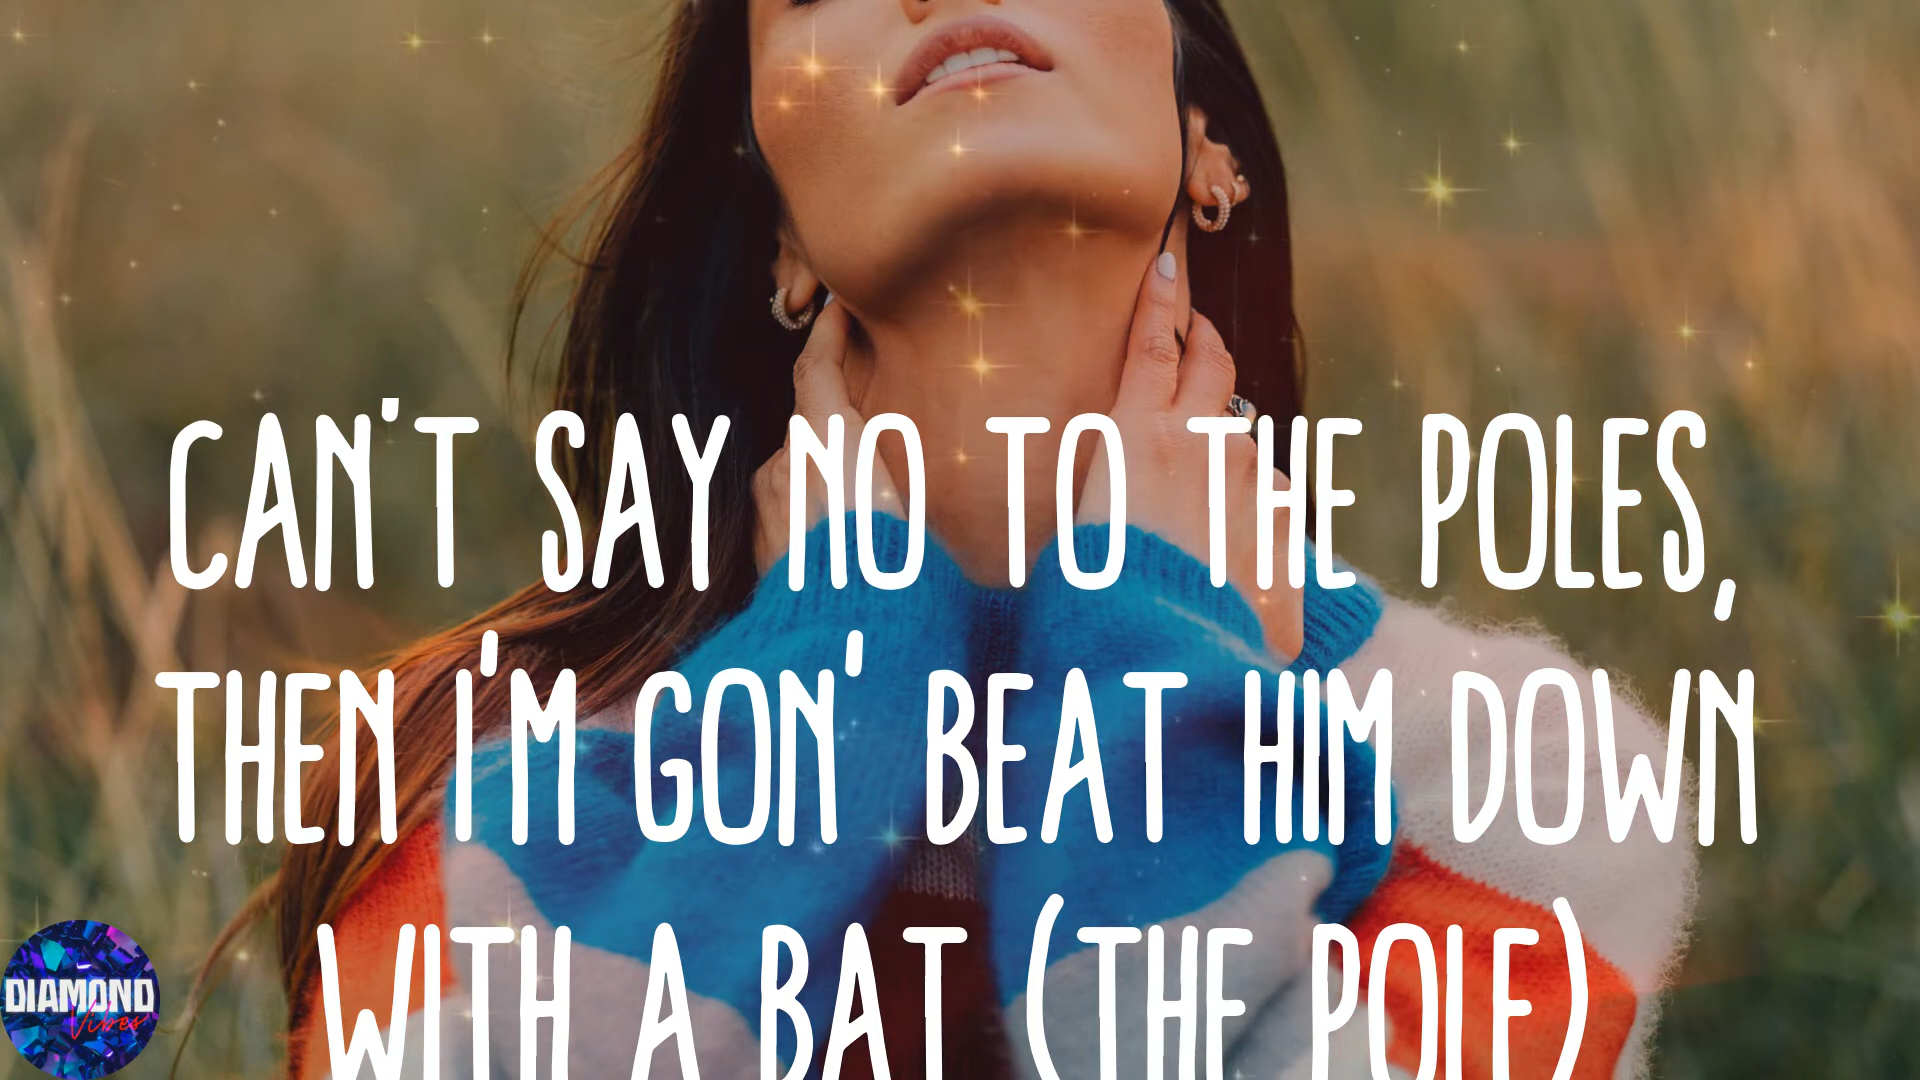 CAN'T SAY NO TO THE POLES,
THEN I'M GON' BEAT HIM DOWN
WITH A BAT (THE POLE)
DIAMOND
Vibes